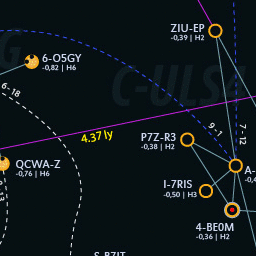 ZIU-EP
-0,39 | H2
6-O5GY
-0,82 | H6
C-ULS
6-18
9-1
7-12
4.37 ly
P7Z-R3
-0,38 | H2
QCWA-Z
-0,76 | H6
A-
I-7RIS
-0,50 | H3
4-BE0M
-0,36 | H2